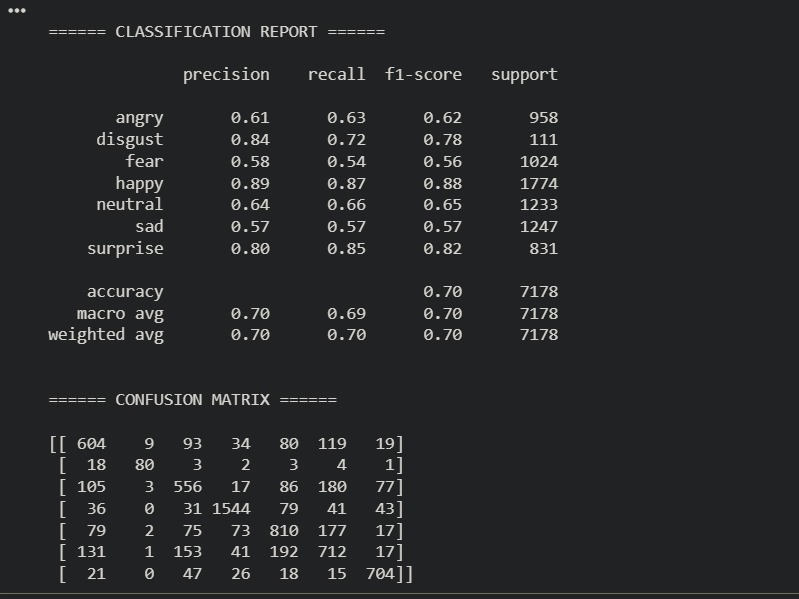 ====== CLASSIFICATION REPORT ======
precision recall f1-score support
angry 0.61 0.63 0.62 958
disgust 0.84 0.72 0.78 111
fear 0.58 0.54 0.56 1024
happy 0.89 0.87 0.88 1774
neutral 0.64 0.66 0.65 1233
sad 0.57 0.57 0.57 1247
surprise 0.80 0.85 0.82 831
accuracy 0.70 7178
macro avg 0.70 0.69 0.70 7178
weighted avg 0.70 0.70 0.70 7178
====== CONFUSION MATRIX ======
[[ 604 9 93 34 80 119 19]
[ 18 80 3 2 3 4 1]
[ 105 3 556 17 86 180 77]
[ 36 0 31 1544 79 41 43]
[ 79 2 75 73 810 177 17]
[ 131 1 153 41 192 712 17]
[ 21 0 47 26 18 15 704]]